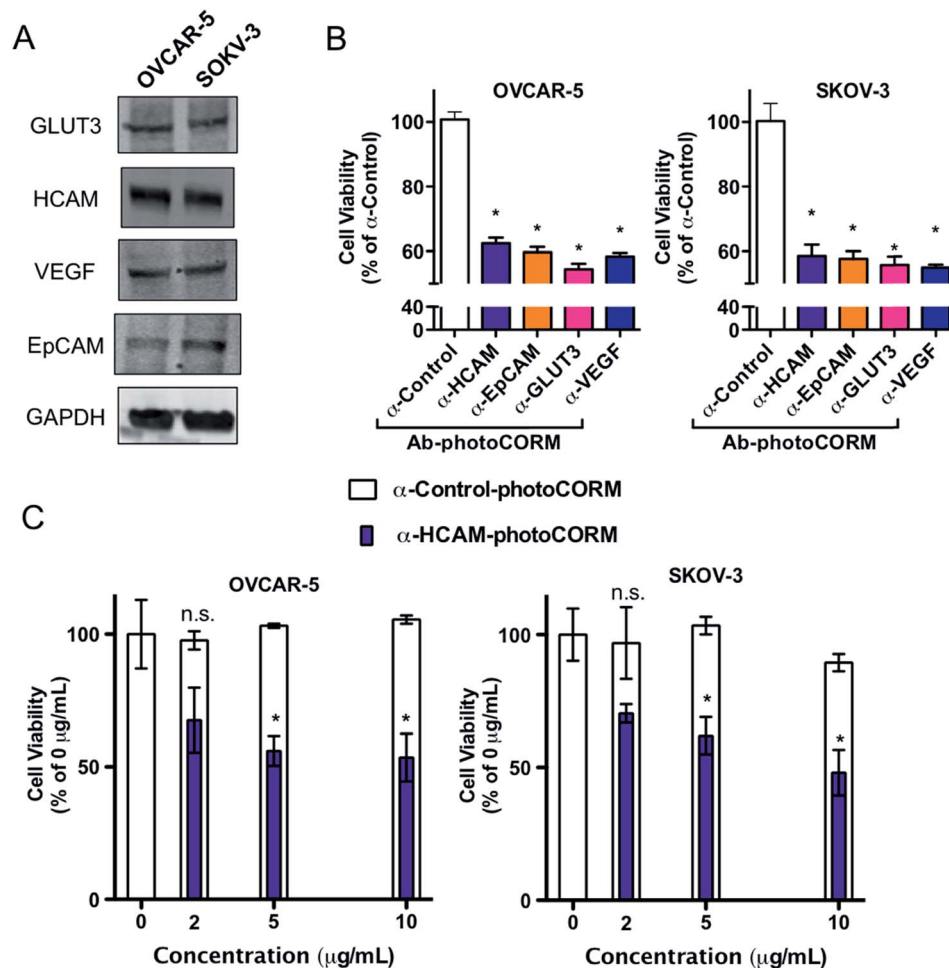 A
OVCAR-5
SOKV-3
GLUT3
HCAM
VEGF
EpCAM
GAPDH
B
OVCAR-5
Cell Viability
(% of α-Control)
100
80
60
40
0
* * * *
α-Control
α-HCAM
α-EpCAM
α-GLUT3
α-VEGF
Ab-photoCORM
SKOV-3
Cell Viability
(% of α-Control)
100
80
60
40
0
* * * *
α-Control
α-HCAM
α-EpCAM
α-GLUT3
α-VEGF
Ab-photoCORM
α-Control-photoCORM
α-HCAM-photoCORM
C
OVCAR-5
Cell Viability
(% of 0 μg/mL)
100
50
0
n.s.
* *
0 2 5 10
Concentration (μg/mL)
SKOV-3
Cell Viability
(% of 0 μg/mL)
100
50
0
n.s.
*
*
0 2 5 10
Concentration (μg/mL)